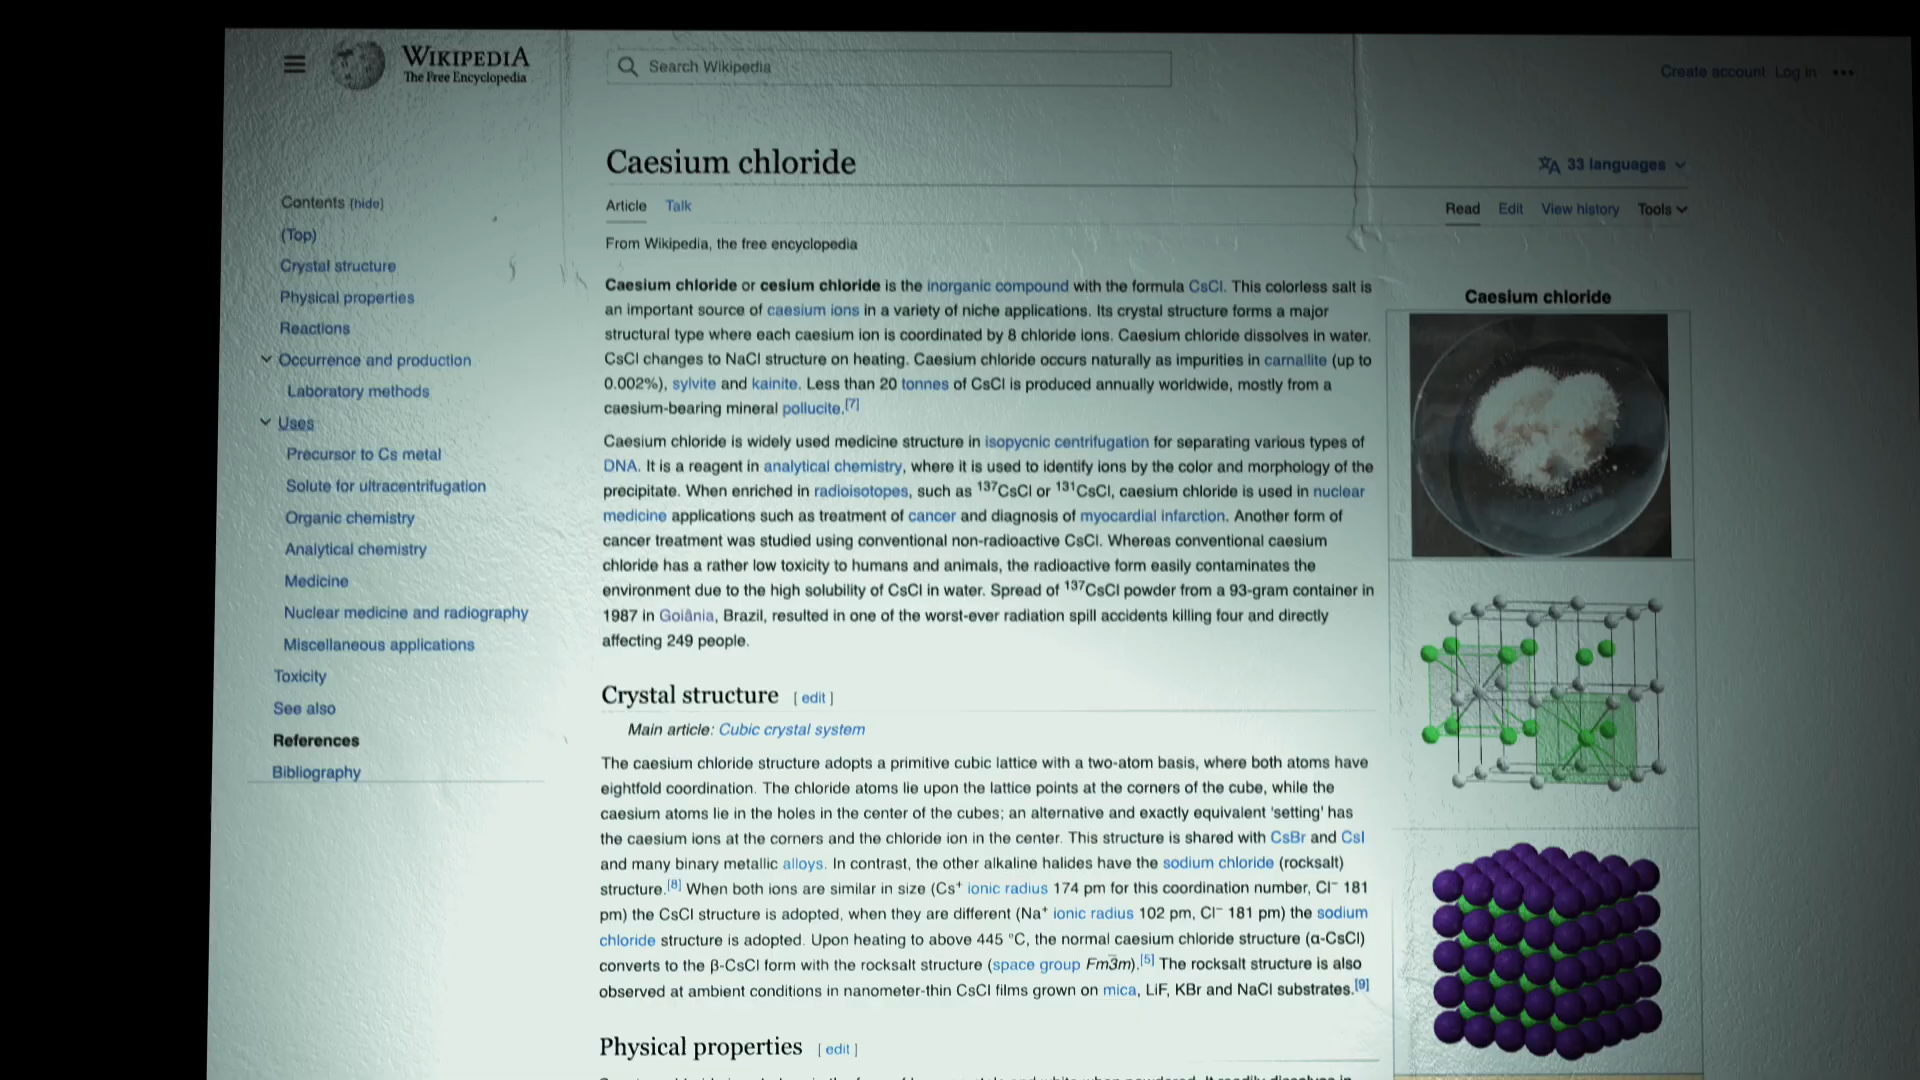 WIKIPEDIA
The Free Encyclopedia
Search Wikipedia
Create account Log in •••
Caesium chloride
33 languages
Article Talk
Read Edit View history Tools
From Wikipedia, the free encyclopedia
Contents [hide]
(Top)
Crystal structure
Physical properties
Reactions
Occurrence and production
Laboratory methods
Uses
Precursor to Cs metal
Solute for ultracentrifugation
Organic chemistry
Analytical chemistry
Medicine
Nuclear medicine and radiography
Miscellaneous applications
Toxicity
See also
References
Bibliography
Caesium chloride or cesium chloride is the inorganic compound with the formula CsCl. This colorless salt is
an important source of caesium ions in a variety of niche applications. Its crystal structure forms a major
structural type where each caesium ion is coordinated by 8 chloride ions. Caesium chloride dissolves in water.
CsCl changes to NaCl structure on heating. Caesium chloride occurs naturally as impurities in carnallite (up to
0.002%), sylvite and kainite. Less than 20 tonnes of CsCl is produced annually worldwide, mostly from a
caesium-bearing mineral pollucite.[7]
Caesium chloride is widely used medicine structure in isopycnic centrifugation for separating various types of
DNA. It is a reagent in analytical chemistry, where it is used to identify ions by the color and morphology of the
precipitate. When enriched in radioisotopes, such as ¹³⁷CsCl or ¹³¹CsCl, caesium chloride is used in nuclear
medicine applications such as treatment of cancer and diagnosis of myocardial infarction. Another form of
cancer treatment was studied using conventional non-radioactive CsCl. Whereas conventional caesium
chloride has a rather low toxicity to humans and animals, the radioactive form easily contaminates the
environment due to the high solubility of CsCl in water. Spread of ¹³⁷CsCl powder from a 93-gram container in
1987 in Goiânia, Brazil, resulted in one of the worst-ever radiation spill accidents killing four and directly
affecting 249 people.
Crystal structure [ edit ]
Main article: Cubic crystal system
The caesium chloride structure adopts a primitive cubic lattice with a two-atom basis, where both atoms have
eightfold coordination. The chloride atoms lie upon the lattice points at the corners of the cube, while the
caesium atoms lie in the holes in the center of the cubes; an alternative and exactly equivalent 'setting' has
the caesium ions at the corners and the chloride ion in the center. This structure is shared with CsBr and CsI
and many binary metallic alloys. In contrast, the other alkaline halides have the sodium chloride (rocksalt)
structure.[8] When both ions are similar in size (Cs⁺ ionic radius 174 pm for this coordination number, Cl⁻ 181
pm) the CsCl structure is adopted, when they are different (Na⁺ ionic radius 102 pm, Cl⁻ 181 pm) the sodium
chloride structure is adopted. Upon heating to above 445 °C, the normal caesium chloride structure (α-CsCl)
converts to the β-CsCl form with the rocksalt structure (space group Fm3̅m).[5] The rocksalt structure is also
observed at ambient conditions in nanometer-thin CsCl films grown on mica, LiF, KBr and NaCl substrates.[9]
Physical properties [ edit ]
Caesium chloride